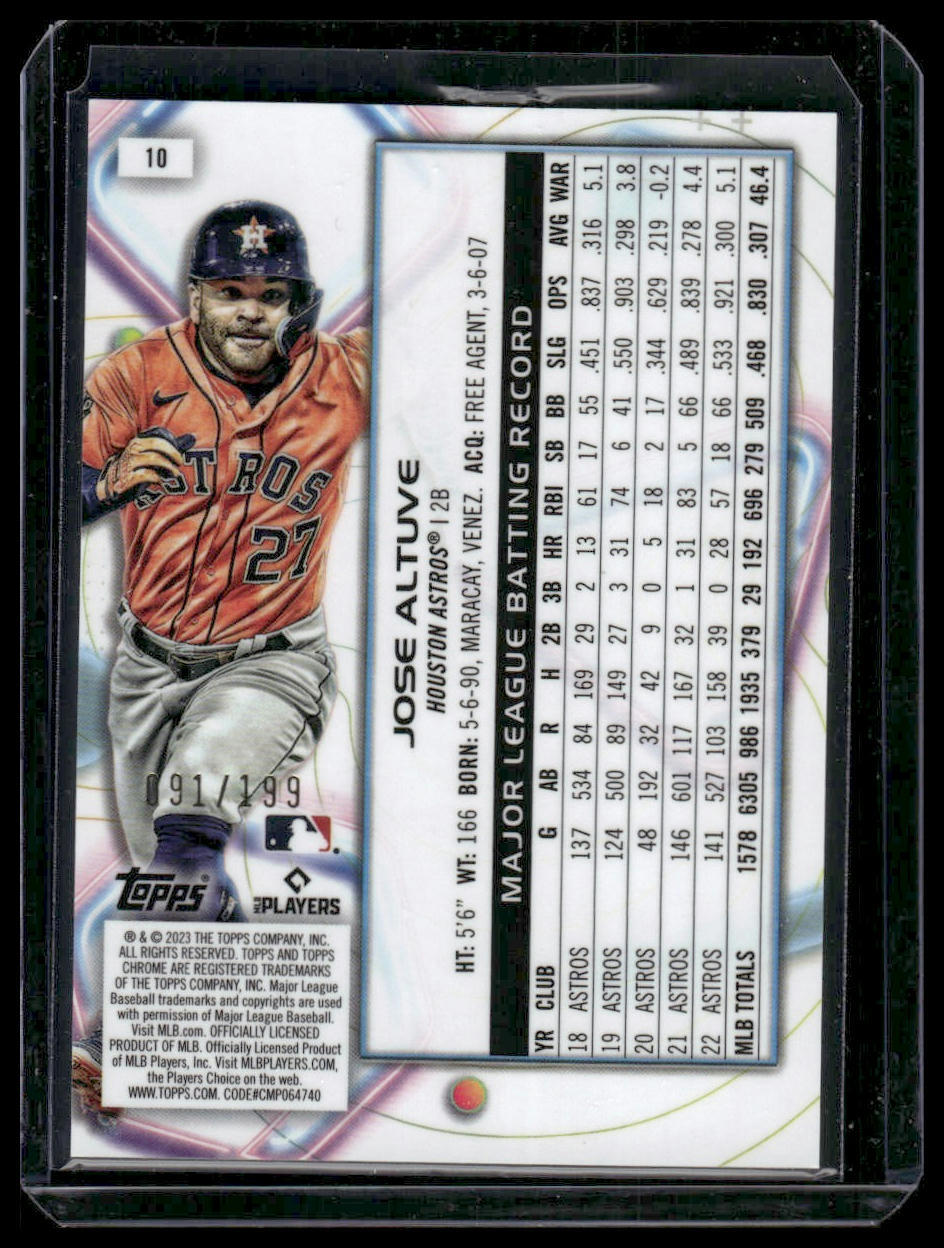 10
ASTROS
27
091/199
topps®
MLB PLAYERS
® & © 2023 THE TOPPS COMPANY, INC.
ALL RIGHTS RESERVED. TOPPS AND TOPPS
CHROME ARE REGISTERED TRADEMARKS
OF THE TOPPS COMPANY, INC. Major League
Baseball trademarks and copyrights are used
with permission of Major League Baseball.
Visit MLB.com. OFFICIALLY LICENSED
PRODUCT OF MLB. Officially Licensed Product
of MLB Players, Inc. Visit MLBPLAYERS.COM,
the Players Choice on the web.
WWW.TOPPS.COM. CODE#CMP064740
JOSE ALTUVE
HOUSTON ASTROS® | 2B
HT: 5'6" WT: 166 BORN: 5-6-90, MARACAY, VENEZ. ACQ: FREE AGENT, 3-6-07
MAJOR LEAGUE BATTING RECORD
YR CLUB G AB R H 2B 3B HR RBI SB BB SLG OPS AVG WAR
18 ASTROS 137 534 84 169 29 2 13 61 17 55 .451 .837 .316 5.1
19 ASTROS 124 500 89 149 27 3 31 74 6 41 .550 .903 .298 3.8
20 ASTROS 48 192 32 42 9 0 5 18 2 17 .344 .629 .219 -0.2
21 ASTROS 146 601 117 167 32 1 31 83 5 66 .489 .839 .278 4.4
22 ASTROS 141 527 103 158 39 0 28 57 18 66 .533 .921 .300 5.1
MLB TOTALS 1578 6305 986 1935 379 29 192 696 279 509 .468 .830 .307 46.4